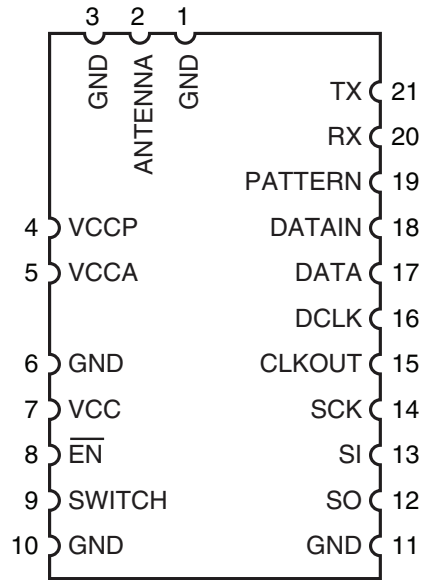 3 2 1
GND ANTENNA GND
TX 21
RX 20
PATTERN 19
4 VCCP DATAIN 18
5 VCCA DATA 17
DCLK 16
6 GND CLKOUT 15
7 VCC SCK 14
8 E̅N̅ SI 13
9 SWITCH SO 12
10 GND GND 11